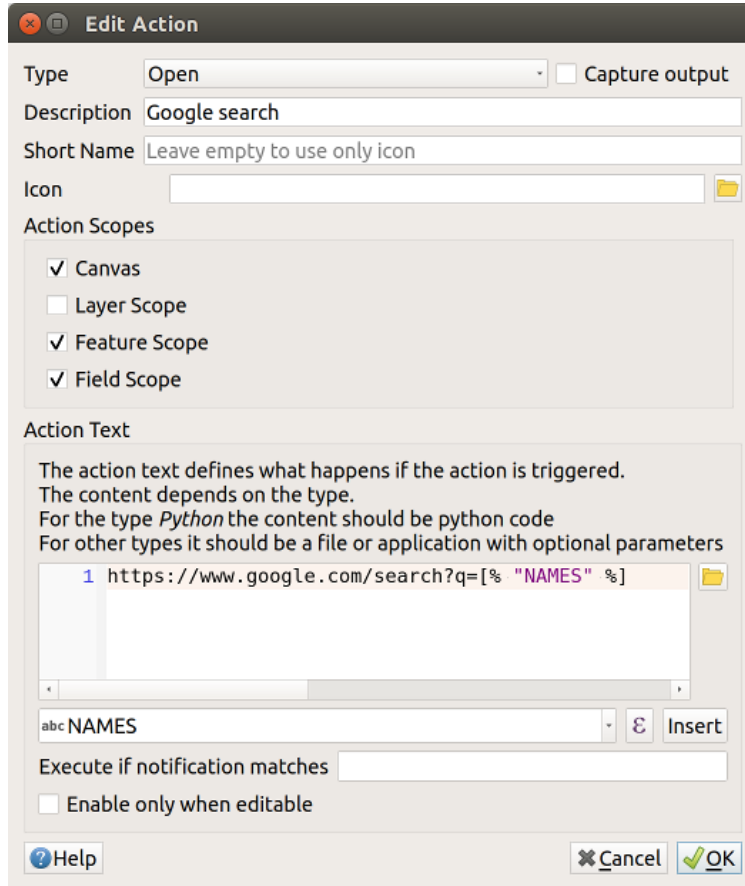 Edit Action
Type Open Capture output
Description Google search
Short Name Leave empty to use only icon
Icon
Action Scopes
Canvas
Layer Scope
Feature Scope
Field Scope
Action Text
The action text defines what happens if the action is triggered.
The content depends on the type.
For the type Python the content should be python code
For other types it should be a file or application with optional parameters
1 https://www.google.com/search?q=[% "NAMES" %]
abc NAMES ε Insert
Execute if notification matches
Enable only when editable
Help Cancel OK